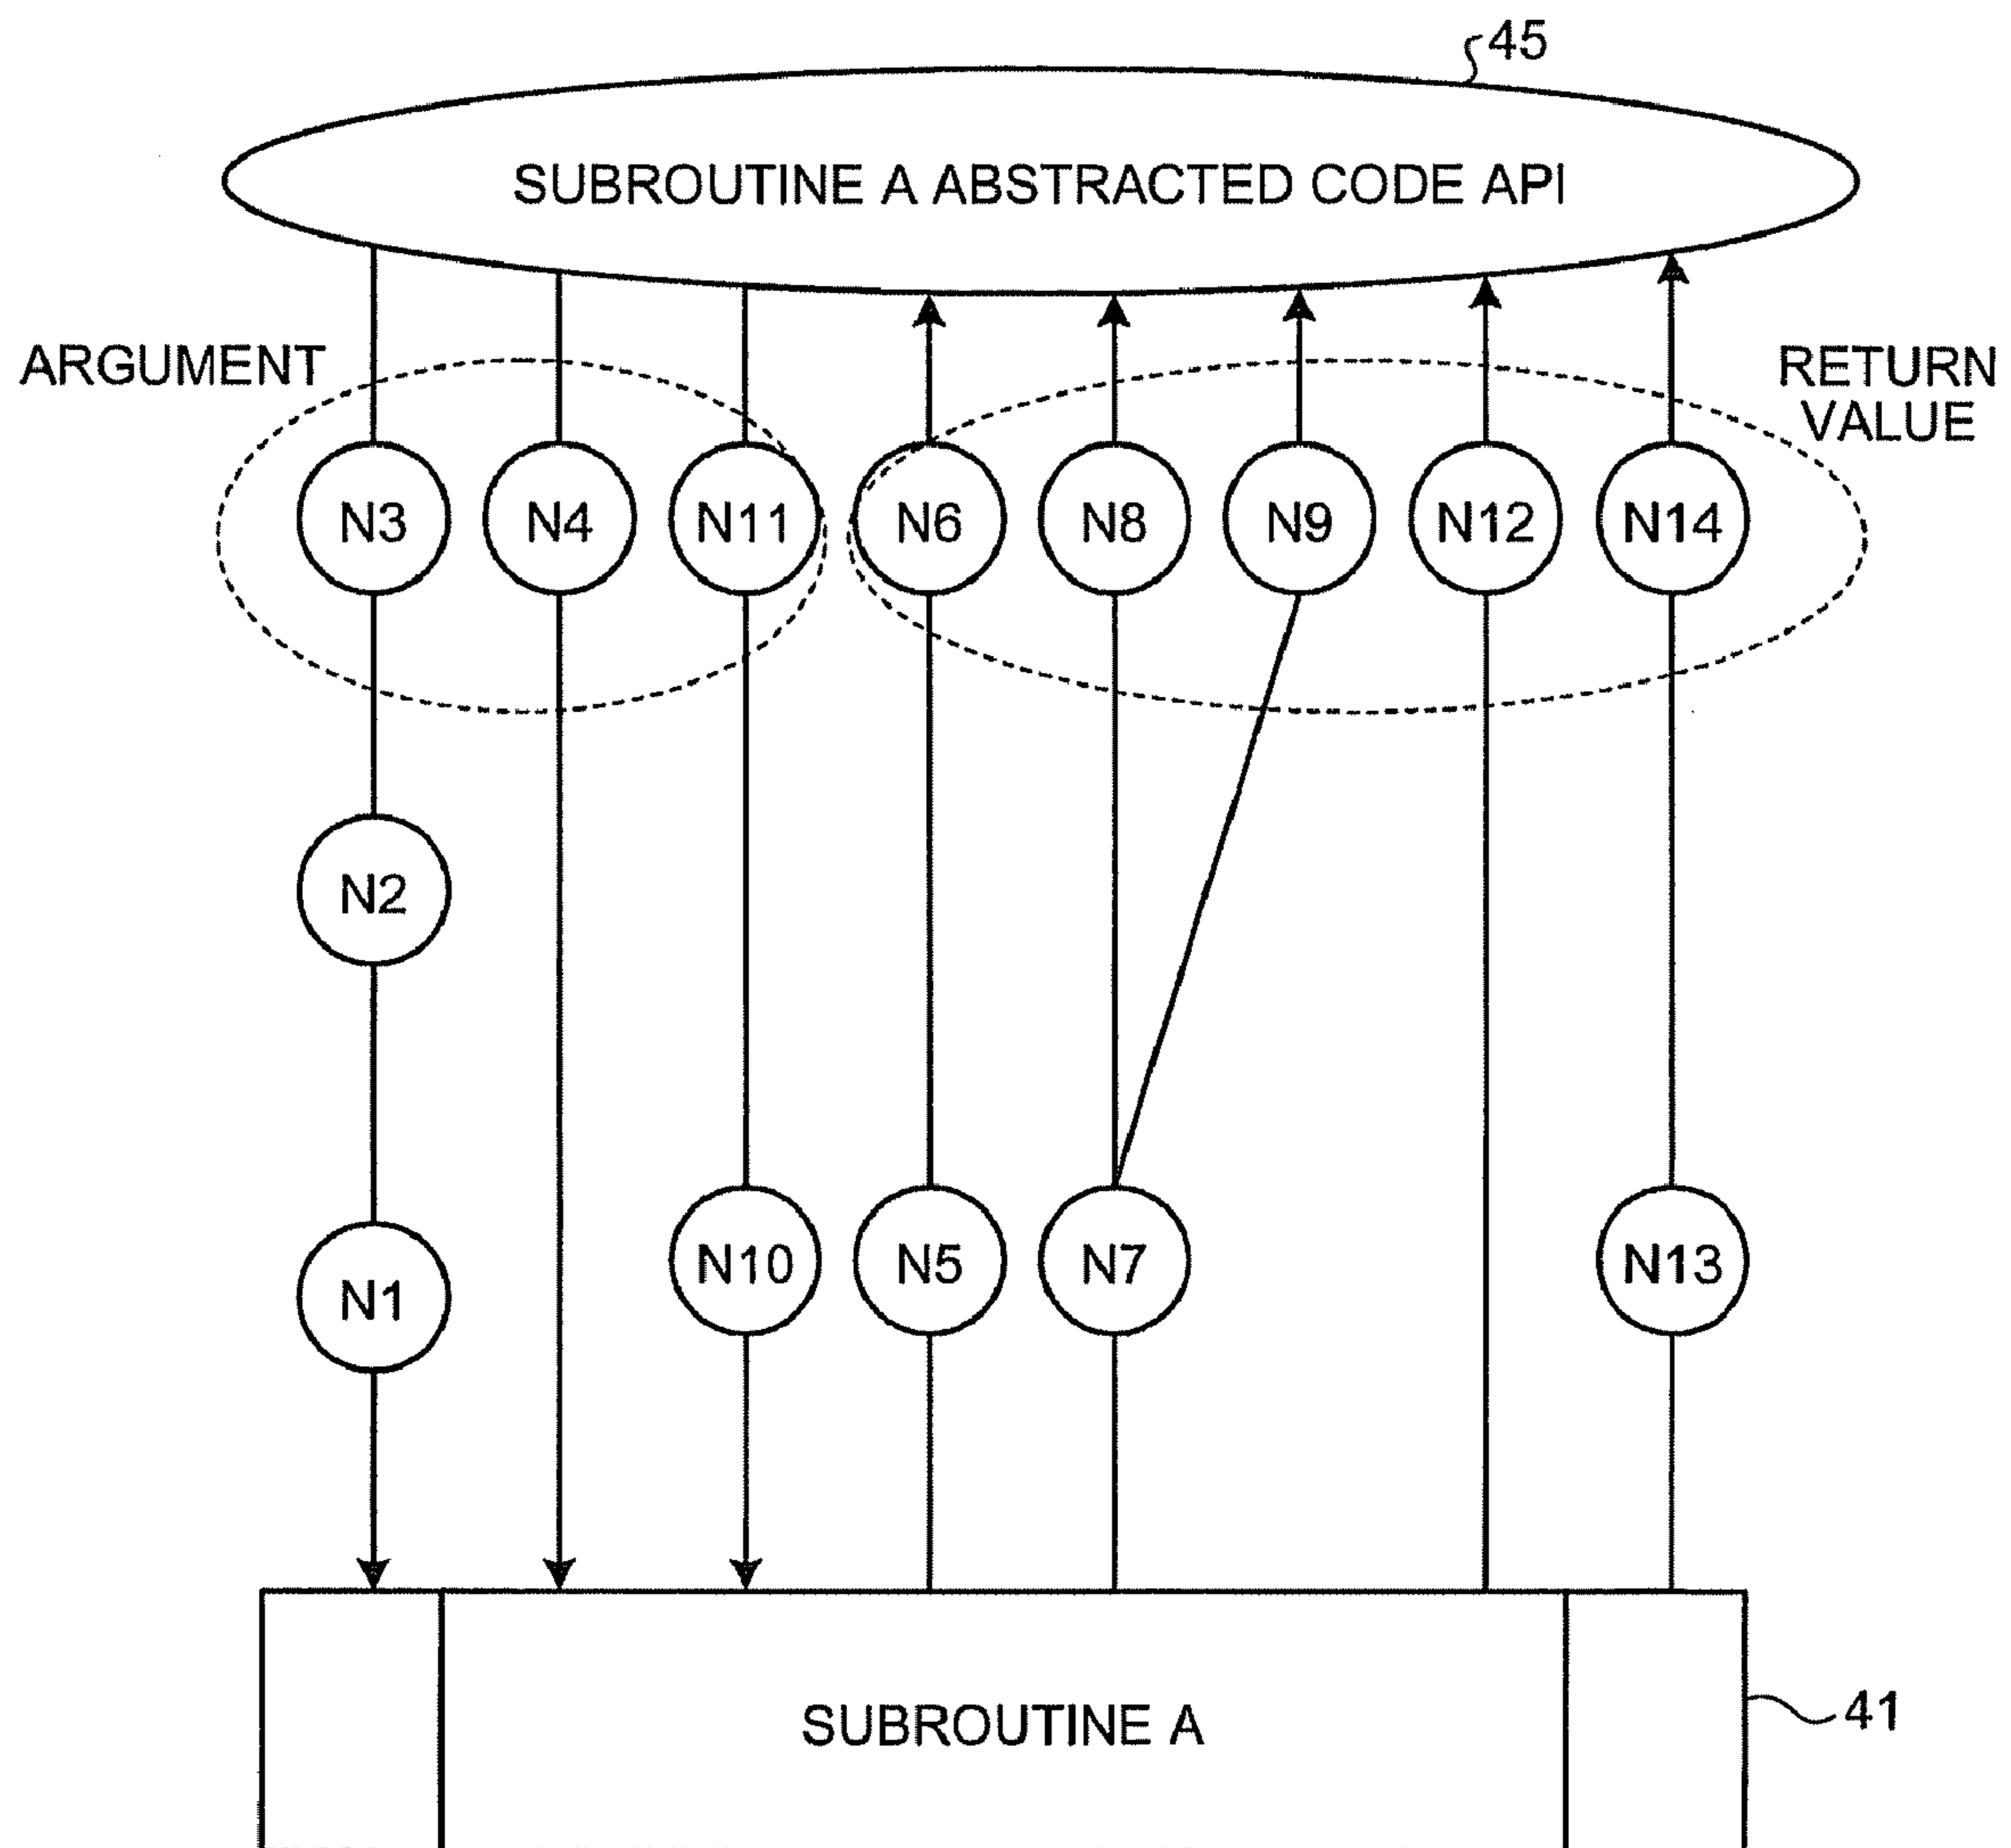 45
SUBROUTINE A ABSTRACTED CODE API
ARGUMENT
RETURN
VALUE
N3 N4 N11 N6 N8 N9 N12 N14
N2
N1 N10 N5 N7 N13
SUBROUTINE A
41